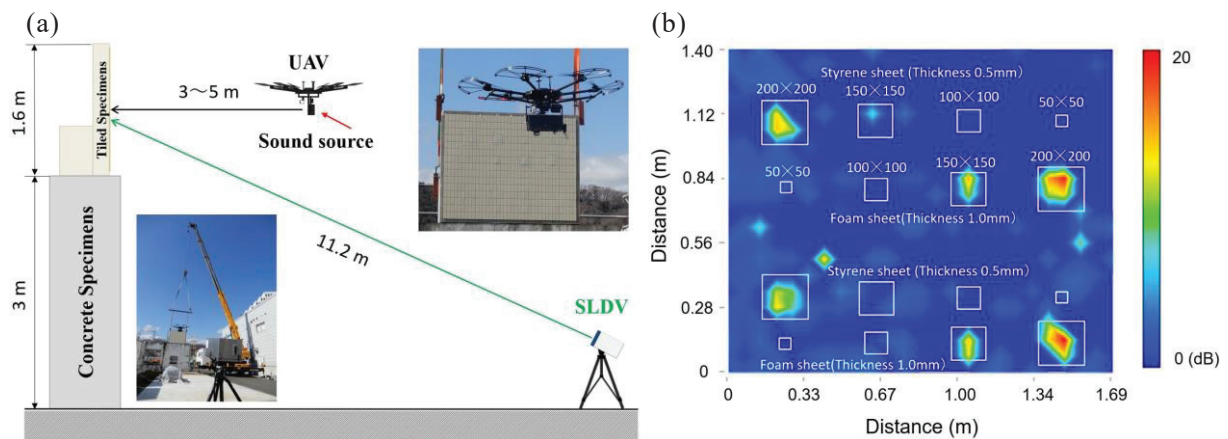 (a)
UAV
3～5 m
Sound source
Tiled Specimens
1.6 m
11.2 m
SLDV
Concrete Specimens
3 m
(b)
1.40
1.12
0.84
0.56
0.28
0
Distance (m)
Styrene sheet (Thickness 0.5mm)
200×200
150×150
100×100
50×50
50×50
100×100
150×150
200×200
Foam sheet(Thickness 1.0mm)
Styrene sheet (Thickness 0.5mm)
Foam sheet(Thickness 1.0mm)
0
0.33
0.67
1.00
1.34
1.69
Distance (m)
20
0 (dB)